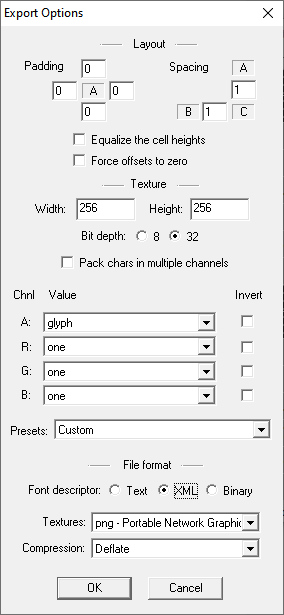 Export Options
Layout
Padding 0 Spacing A
0 A 0 1
0 B 1 C
Equalize the cell heights
Force offsets to zero
Texture
Width: 256 Height: 256
Bit depth: 8 32
Pack chars in multiple channels
Chnl Value Invert
A: glyph
R: one
G: one
B: one
Presets: Custom
File format
Font descriptor: Text XML Binary
Textures: png - Portable Network Graphic
Compression: Deflate
OK Cancel